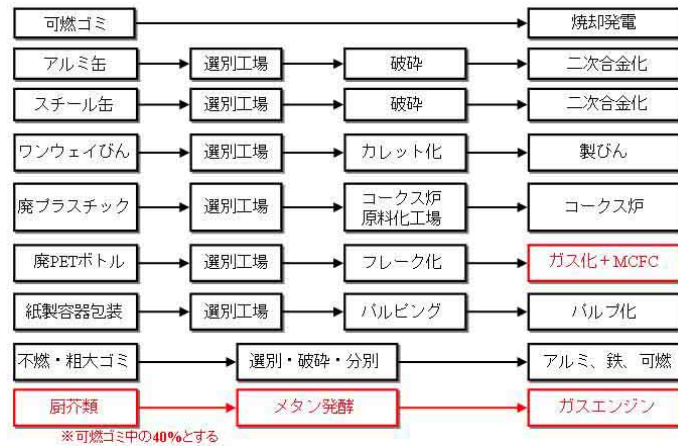 可燃ゴミ 焼却発電
アルミ缶 選別工場 破砕 二次合金化
スチール缶 選別工場 破砕 二次合金化
ワンウェイびん 選別工場 カレット化 製びん
廃プラスチック 選別工場 コークス炉 コークス炉
原料化工場
廃PETボトル 選別工場 フレーク化 ガス化+MCFC
紙製容器包装 選別工場 パルピング パルプ化
不燃・粗大ゴミ 選別・破砕・分別 アルミ、鉄、可燃
厨芥類 メタン発酵 ガスエンジン
※可燃ゴミ中の40%とする